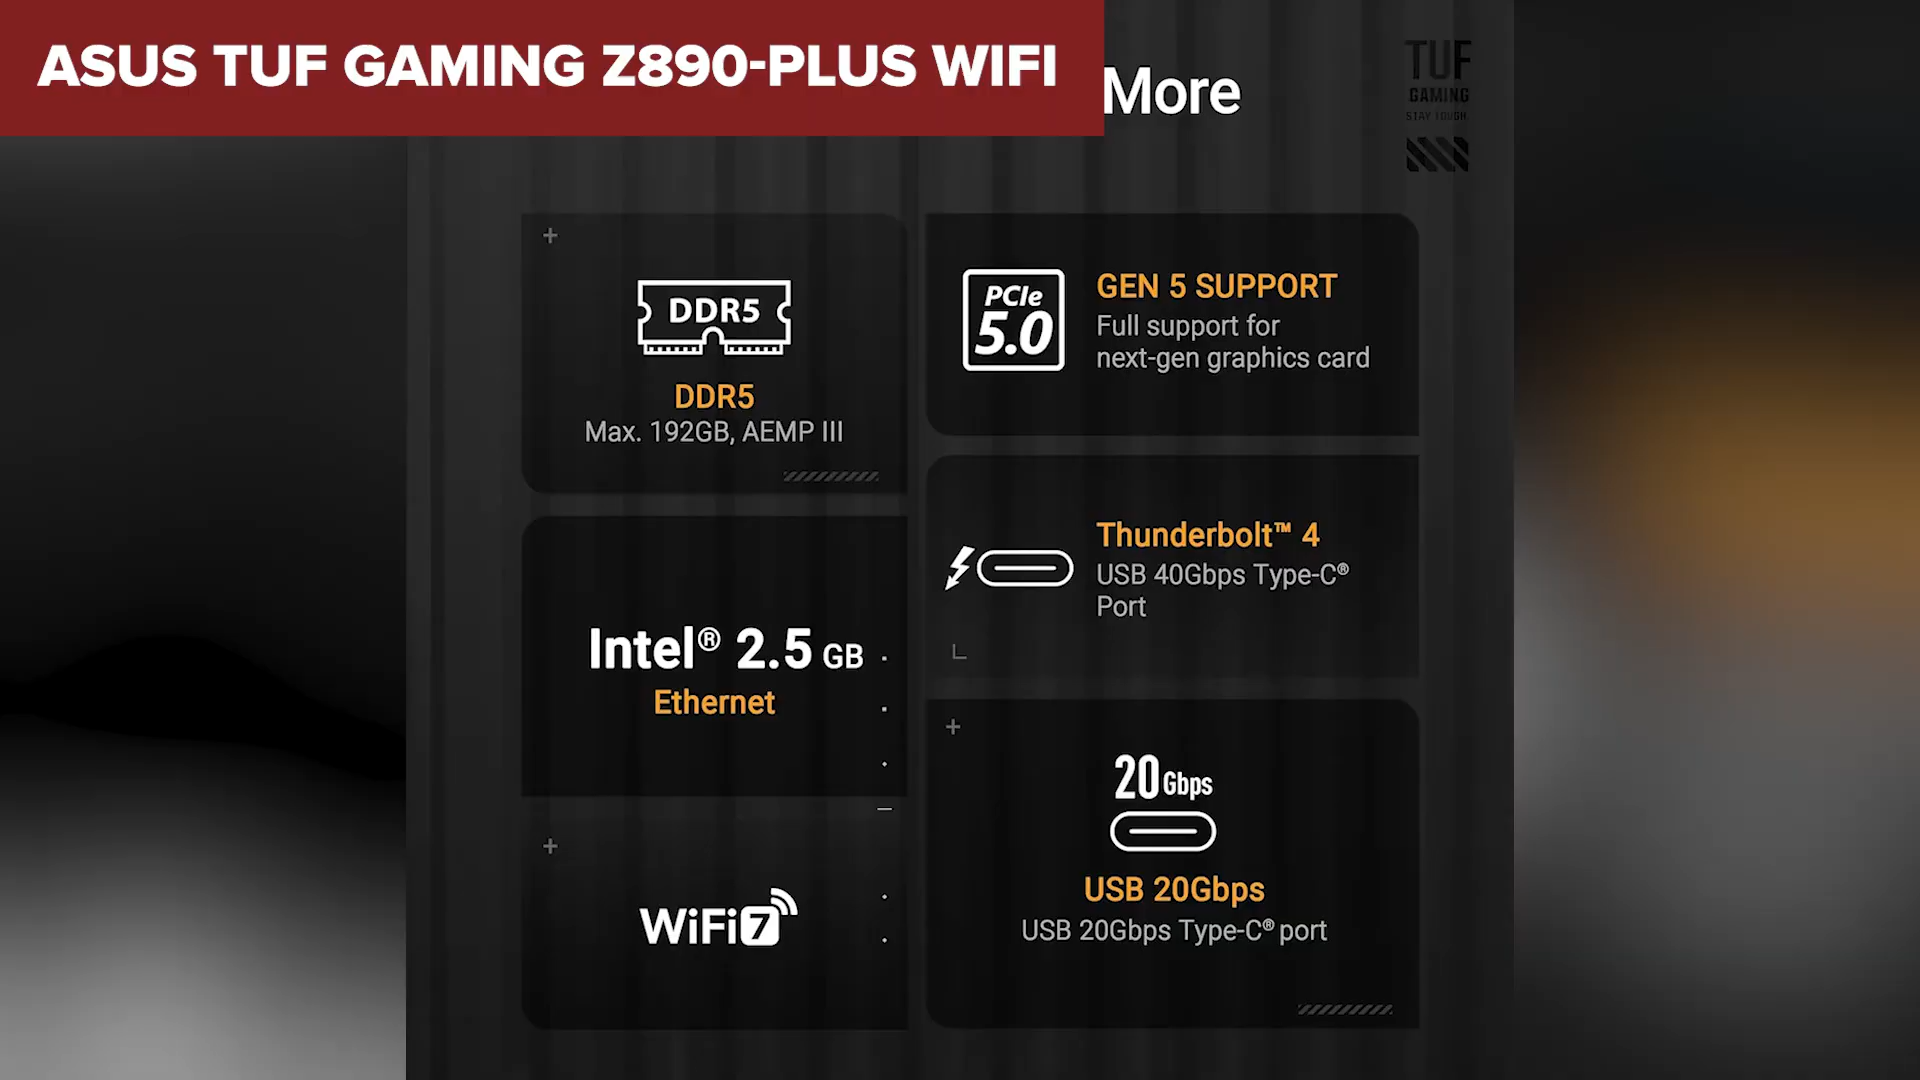 ASUS TUF GAMING Z890-PLUS WIFI
More
TUF
GAMING
STAY TOUGH
DDR5
DDR5
Max. 192GB, AEMP III
PCIe
5.0
GEN 5 SUPPORT
Full support for
next-gen graphics card
Thunderbolt™ 4
USB 40Gbps Type-C®
Port
Intel® 2.5 GB
Ethernet
WiFi 7
20Gbps
USB 20Gbps
USB 20Gbps Type-C® port